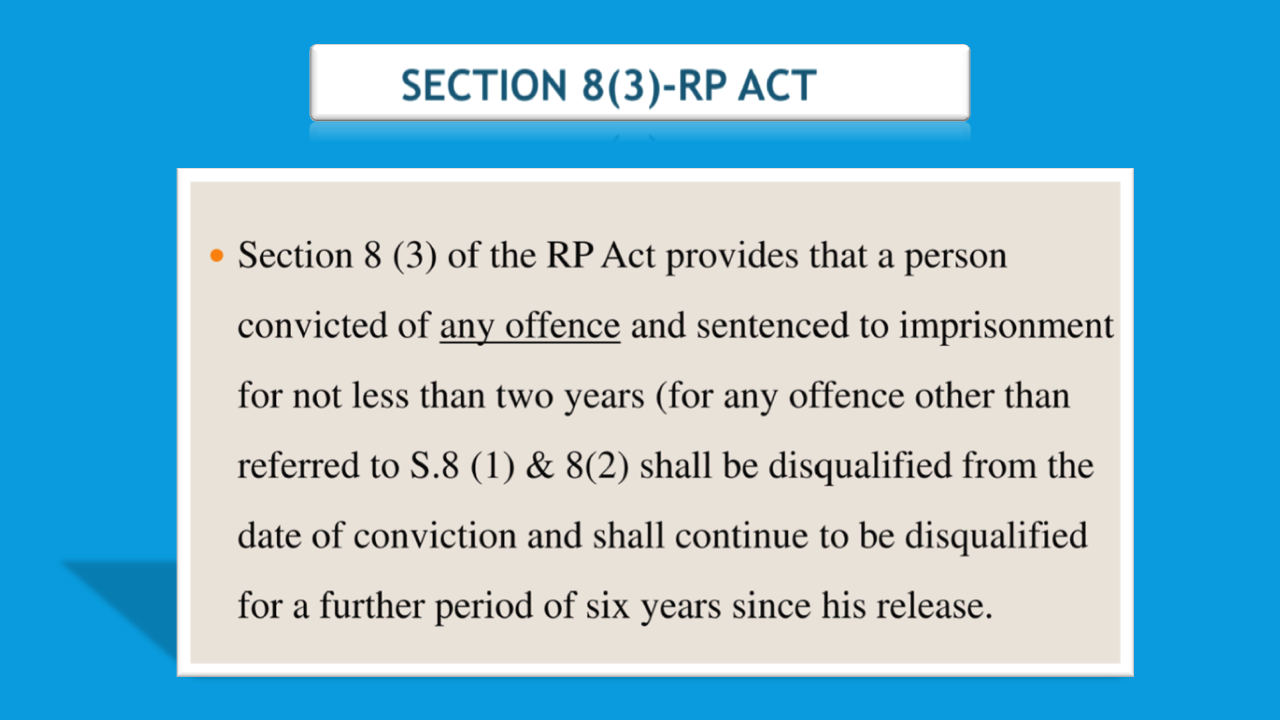 SECTION 8(3)-RP ACT
• Section 8 (3) of the RP Act provides that a person
convicted of any offence and sentenced to imprisonment
for not less than two years (for any offence other than
referred to S.8 (1) & 8(2) shall be disqualified from the
date of conviction and shall continue to be disqualified
for a further period of six years since his release.